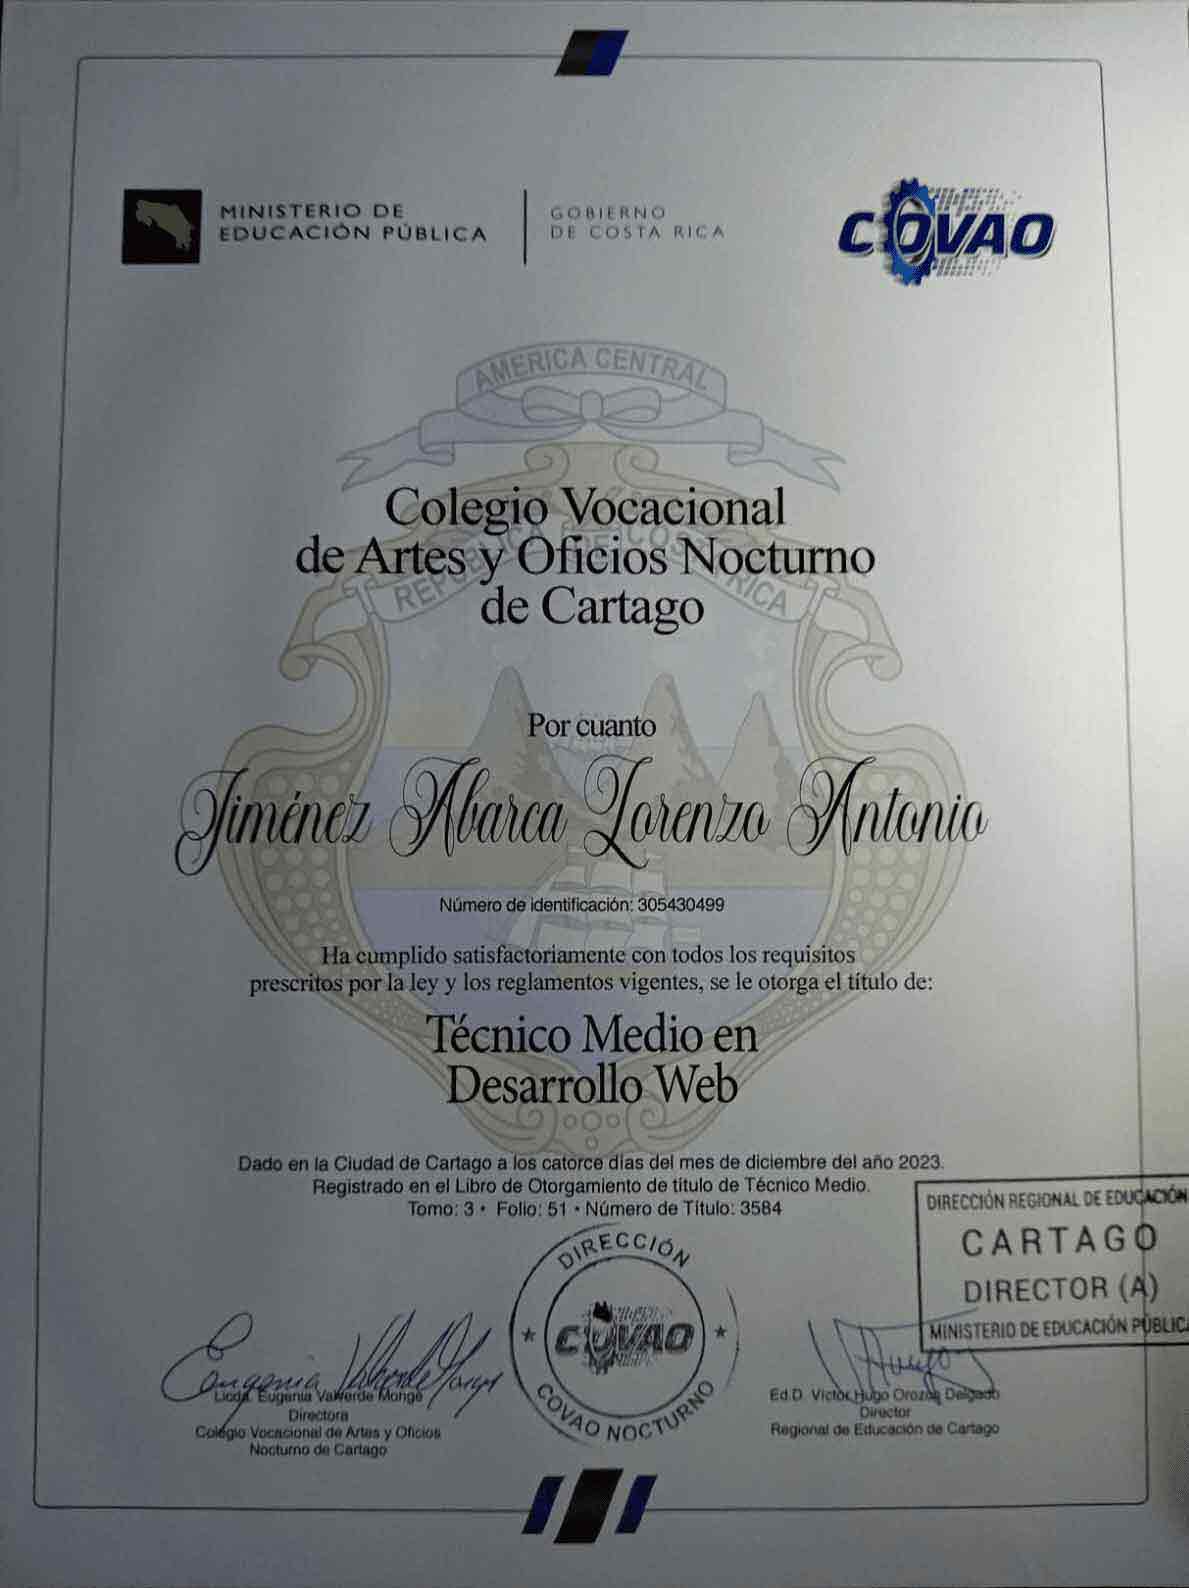 MINISTERIO DE
EDUCACIÓN PÚBLICA
GOBIERNO
DE COSTA RICA
COVAO
AMERICA CENTRAL
REPUBLICA DE COSTA RICA
Colegio Vocacional
de Artes y Oficios Nocturno
de Cartago
Por cuanto
Jiménez Abarca Lorenzo Antonio
Número de identificación: 305430499
Ha cumplido satisfactoriamente con todos los requisitos
prescritos por la ley y los reglamentos vigentes, se le otorga el título de:
Técnico Medio en
Desarrollo Web
Dado en la Ciudad de Cartago a los catorce días del mes de diciembre del año 2023.
Registrado en el Libro de Otorgamiento de título de Técnico Medio.
Tomo: 3 • Folio: 51 • Número de Título: 3584
DIRECCIÓN REGIONAL DE EDUCACIÓN
CARTAGO
DIRECTOR (A)
MINISTERIO DE EDUCACIÓN PÚBLICA
DIRECCIÓN
COVAO
COVAO NOCTURNO
Eugenia Valverde Monge
Licda. Eugenia Valverde Monge
Directora
Colegio Vocacional de Artes y Oficios
Nocturno de Cartago
Ed.D. Víctor Hugo Orozco Delgado
Director
Regional de Educación de Cartago